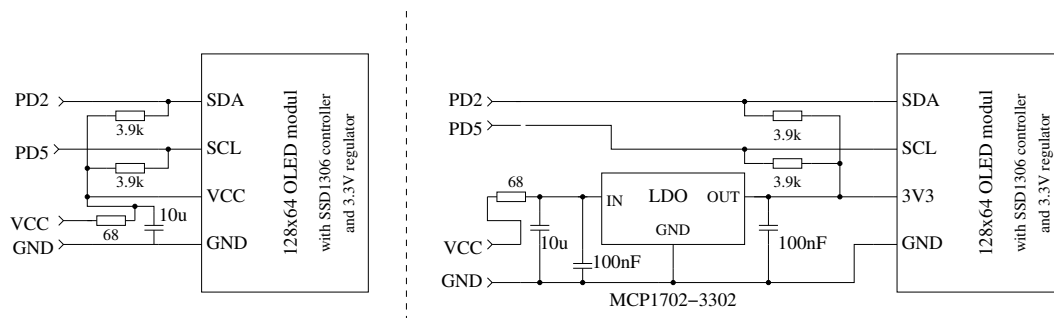 PD2
SDA
3.9k
PD5
SCL
3.9k
VCC
VCC
10u
68
GND
GND
128x64 OLED modul
with SSD1306 controller
and 3.3V regulator
PD2
SDA
PD5
3.9k
SCL
68
LDO
3.9k
IN
OUT
3V3
GND
VCC
10u
GND
100nF
100nF
GND
MCP1702−3302
128x64 OLED modul
with SSD1306 controller
and 3.3V regulator